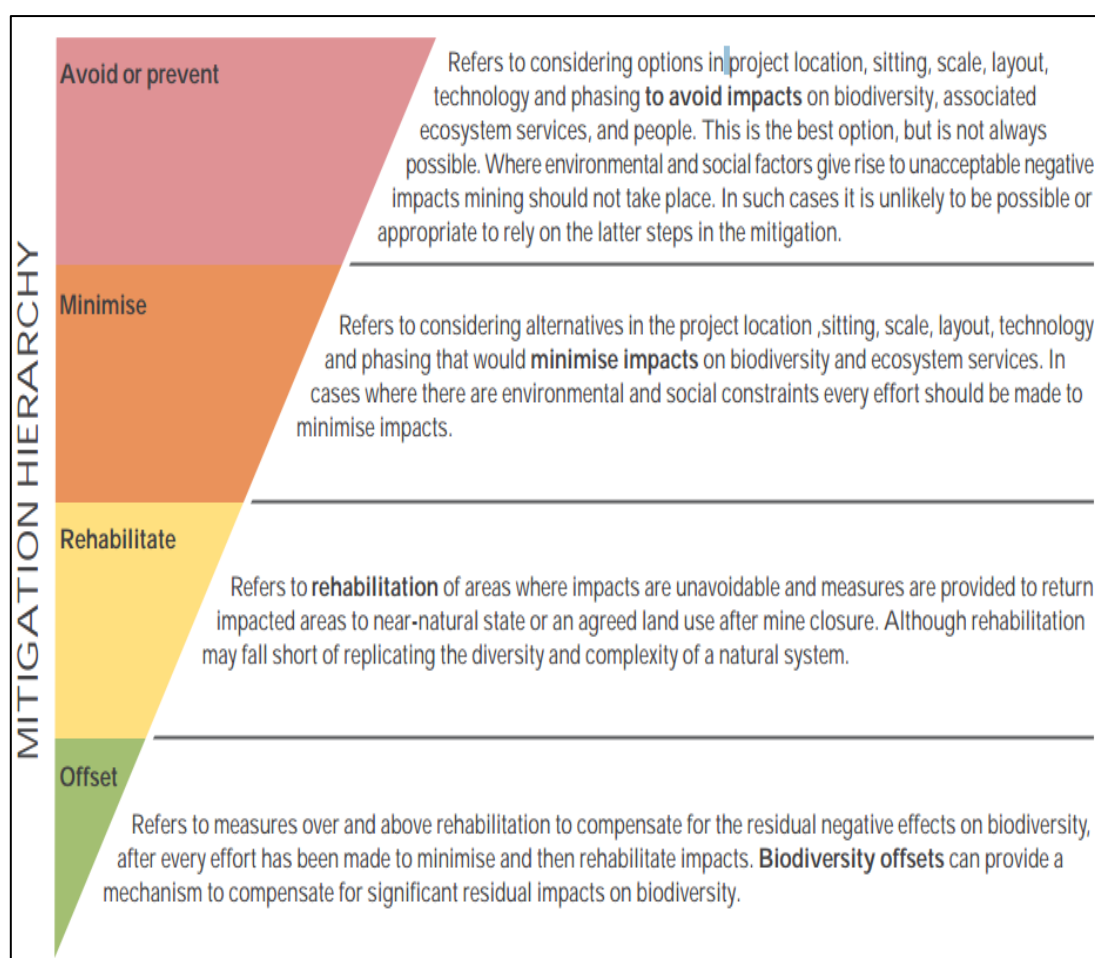 MITIGATION HIERARCHY
Avoid or prevent
Refers to considering options in project location, sitting, scale, layout,
technology and phasing to avoid impacts on biodiversity, associated
ecosystem services, and people. This is the best option, but is not always
possible. Where environmental and social factors give rise to unacceptable negative
impacts mining should not take place. In such cases it is unlikely to be possible or
appropriate to rely on the latter steps in the mitigation.
Minimise
Refers to considering alternatives in the project location ,sitting, scale, layout, technology
and phasing that would minimise impacts on biodiversity and ecosystem services. In
cases where there are environmental and social constraints every effort should be made to
minimise impacts.
Rehabilitate
Refers to rehabilitation of areas where impacts are unavoidable and measures are provided to return
impacted areas to near-natural state or an agreed land use after mine closure. Although rehabilitation
may fall short of replicating the diversity and complexity of a natural system.
Offset
Refers to measures over and above rehabilitation to compensate for the residual negative effects on biodiversity,
after every effort has been made to minimise and then rehabilitate impacts. Biodiversity offsets can provide a
mechanism to compensate for significant residual impacts on biodiversity.